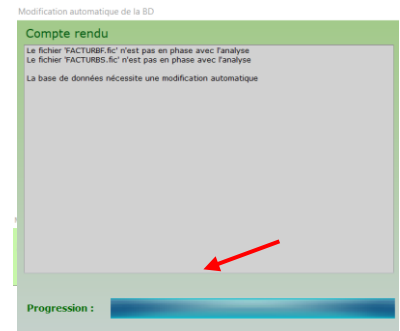 Modification automatique de la BD
Compte rendu
Le fichier 'FACTURBF.fic' n'est pas en phase avec l'analyse
Le fichier 'FACTURBS.fic' n'est pas en phase avec l'analyse
La base de données nécessite une modification automatique
Progression :